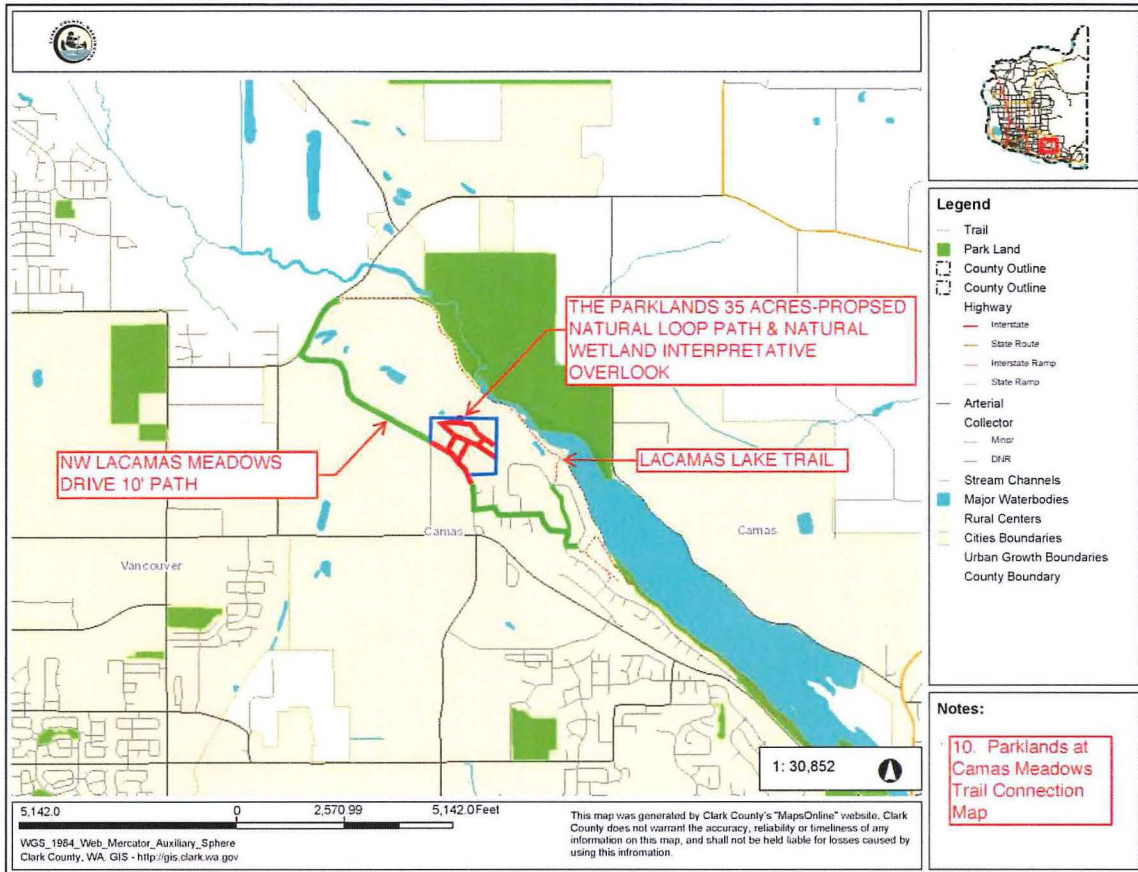 CLARK COUNTY, WASHINGTON
THE PARKLANDS 35 ACRES-PROPSED
NATURAL LOOP PATH & NATURAL
WETLAND INTERPRETATIVE
OVERLOOK
NW LACAMAS MEADOWS
DRIVE 10' PATH
LACAMAS LAKE TRAIL
Camas
Camas
Vancouver
1: 30,852
Legend
Trail
Park Land
County Outline
County Outline
Highway
Interstate
State Route
Interstate Ramp
State Ramp
Arterial
Collector
Minor
DNR
Stream Channels
Major Waterbodies
Rural Centers
Cities Boundaries
Urban Growth Boundaries
County Boundary
Notes:
10. Parklands at
Camas Meadows
Trail Connection
Map
5,142.0 0 2,570.99 5,142.0 Feet
WGS_1984_Web_Mercator_Auxiliary_Sphere
Clark County, WA. GIS - http://gis.clark.wa.gov
This map was generated by Clark County's "MapsOnline" website. Clark
County does not warrant the accuracy, reliability or timeliness of any
information on this map, and shall not be held liable for losses caused by
using this infromation.